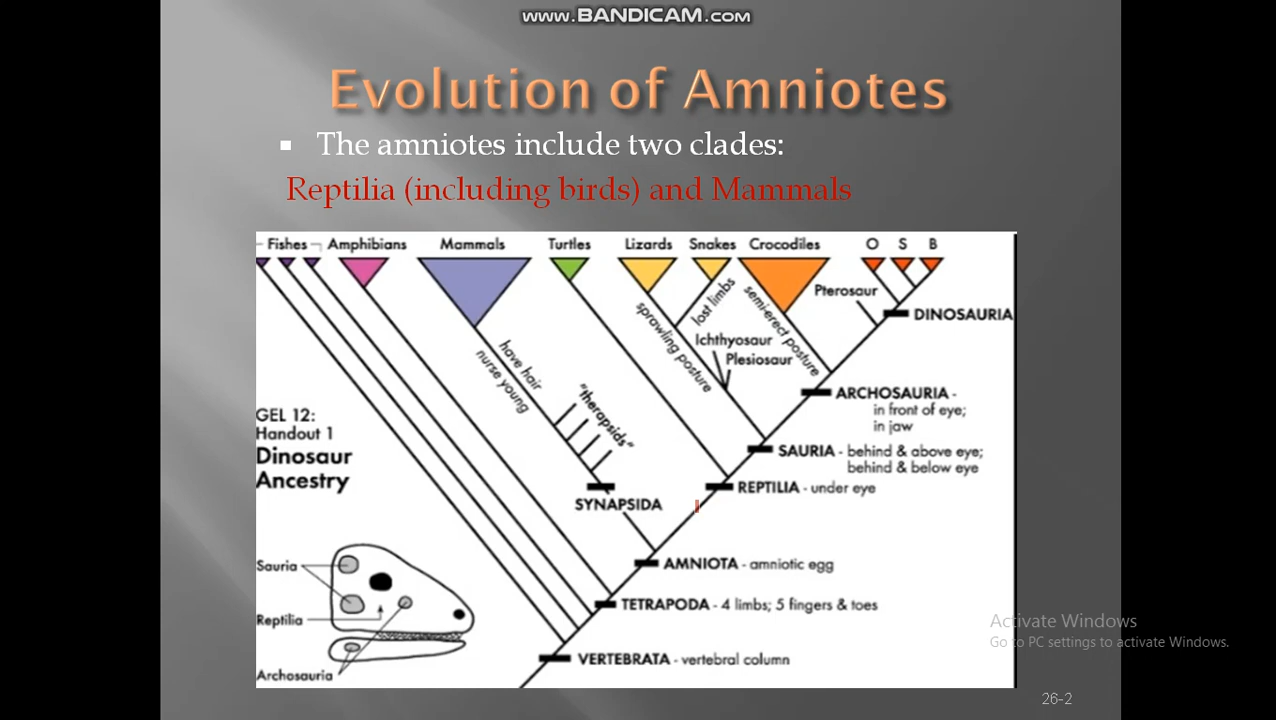 www.BANDICAM.com
Evolution of Amniotes
The amniotes include two clades:
Reptilia (including birds) and Mammals
Fishes Amphibians Mammals Turtles Lizards Snakes Crocodiles O S B
Pterosaur
DINOSAURIA
sprawling posture
lost limbs
semi-erect posture
Ichthyosaur
Plesiosaur
have hair
nurse young
"therapsids"
ARCHOSAURIA -
in front of eye;
in jaw
GEL 12:
Handout 1
Dinosaur
Ancestry
SAURIA - behind & above eye;
behind & below eye
REPTILIA - under eye
SYNAPSIDA
AMNIOTA - amniotic egg
TETRAPODA - 4 limbs; 5 fingers & toes
VERTEBRATA - vertebral column
Sauria
Reptilia
Archosauria
Activate Windows
Go to PC settings to activate Windows.
26-2